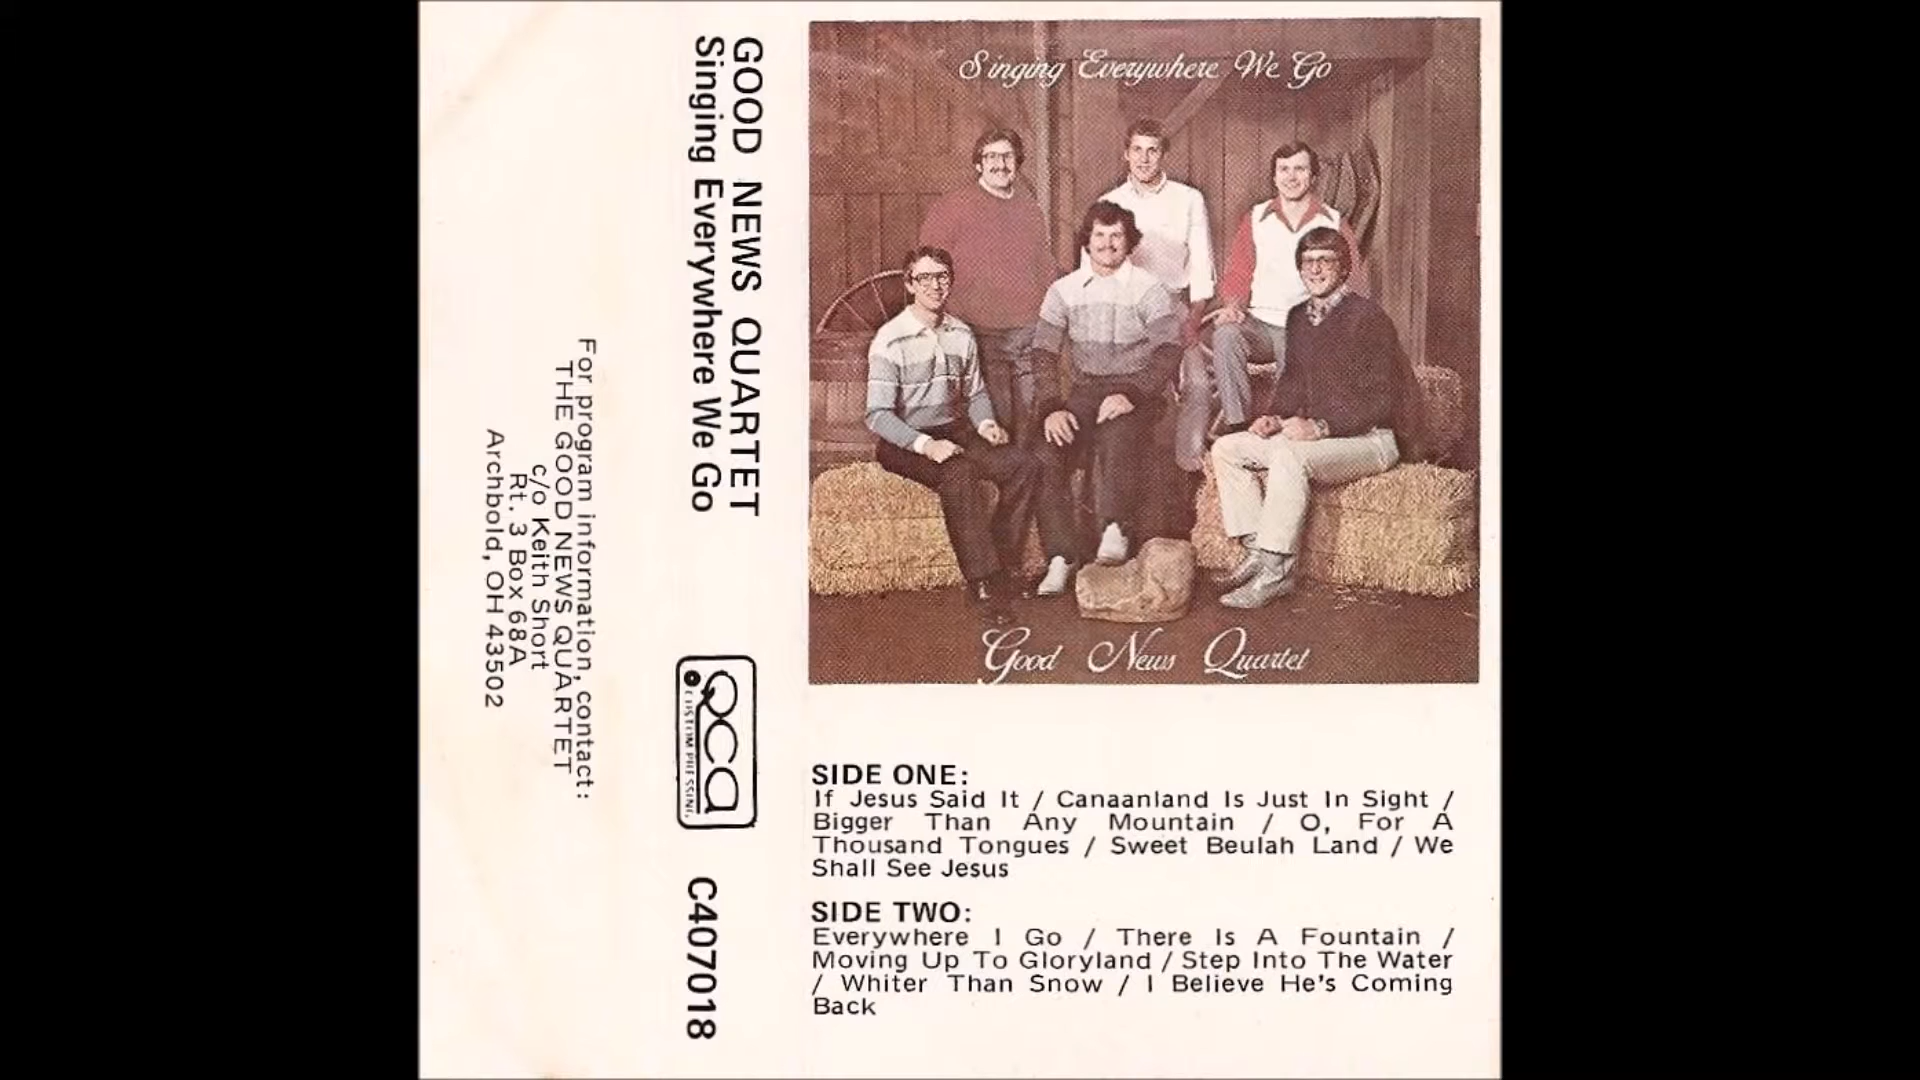 For program information, contact:
THE GOOD NEWS QUARTET
c/o Keith Short
Rt. 3 Box 68A
Archbold, OH 43502
GOOD NEWS QUARTET
Singing Everywhere We Go
QCA
CUSTOM PRESSING
C407018
Singing Everywhere We Go
Good News Quartet
SIDE ONE:
If Jesus Said It / Canaanland Is Just In Sight /
Bigger Than Any Mountain / O, For A
Thousand Tongues / Sweet Beulah Land / We
Shall See Jesus
SIDE TWO:
Everywhere I Go / There Is A Fountain /
Moving Up To Gloryland / Step Into The Water
/ Whiter Than Snow / I Believe He's Coming
Back